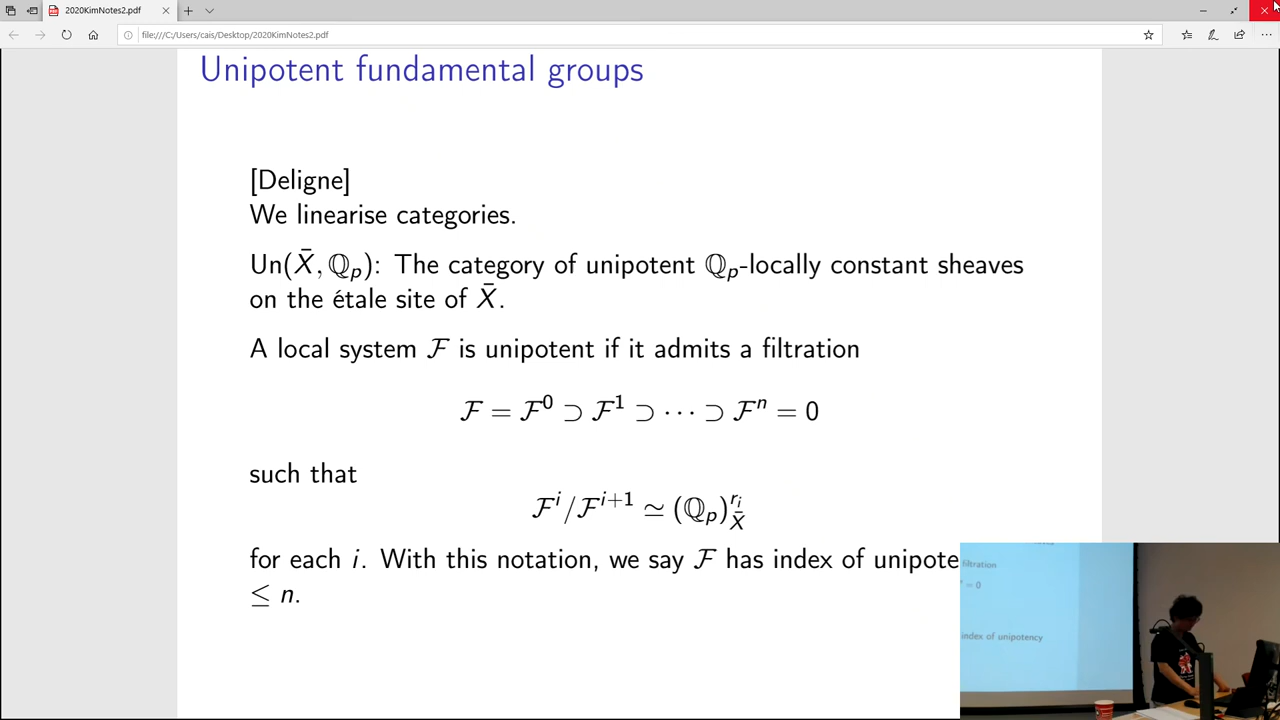 2020KimNotes2.pdf
file:///C:/Users/cais/Desktop/2020KimNotes2.pdf
Unipotent fundamental groups
[Deligne]
We linearise categories.
Un(X̄, ℚ_p): The category of unipotent ℚ_p-locally constant sheaves
on the étale site of X̄.
A local system ℱ is unipotent if it admits a filtration
ℱ = ℱ^0 ⊃ ℱ^1 ⊃ ⋯ ⊃ ℱ^n = 0
such that
ℱ^i/ℱ^{i+1} ≃ (ℚ_p)^{r_i}_{X̄}
for each i. With this notation, we say ℱ has index of unipote
≤ n.
filtration
= 0
index of unipotency